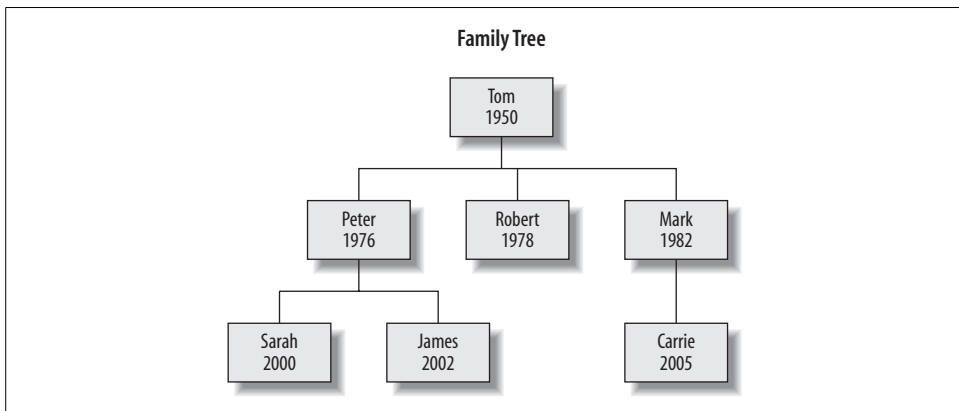 Family Tree
Tom
1950
Peter
1976
Robert
1978
Mark
1982
Sarah
2000
James
2002
Carrie
2005